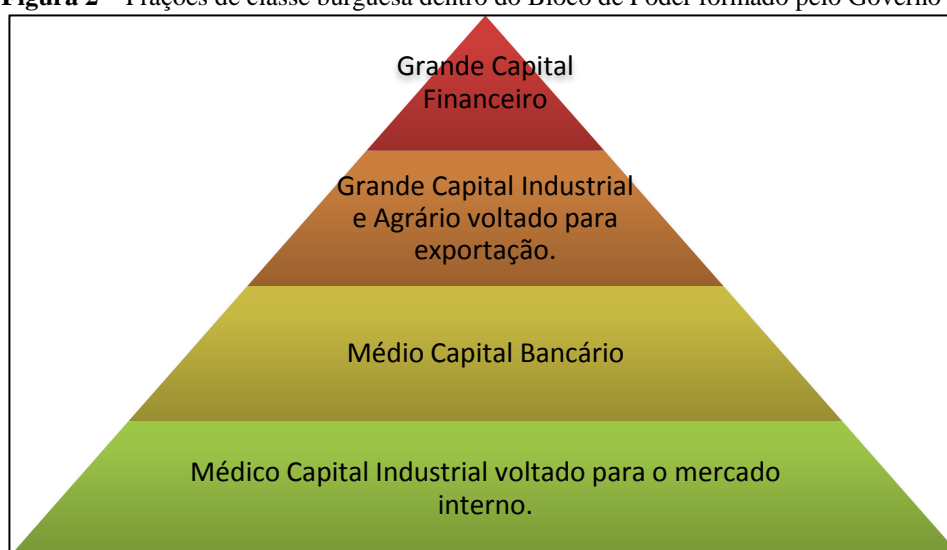 Figura 2 – Frações de classe burguesa dentro do Bloco de Poder formado pelo Governo
Grande Capital
Financeiro
Grande Capital Industrial
e Agrário voltado para
exportação.
Médio Capital Bancário
Médico Capital Industrial voltado para o mercado
interno.